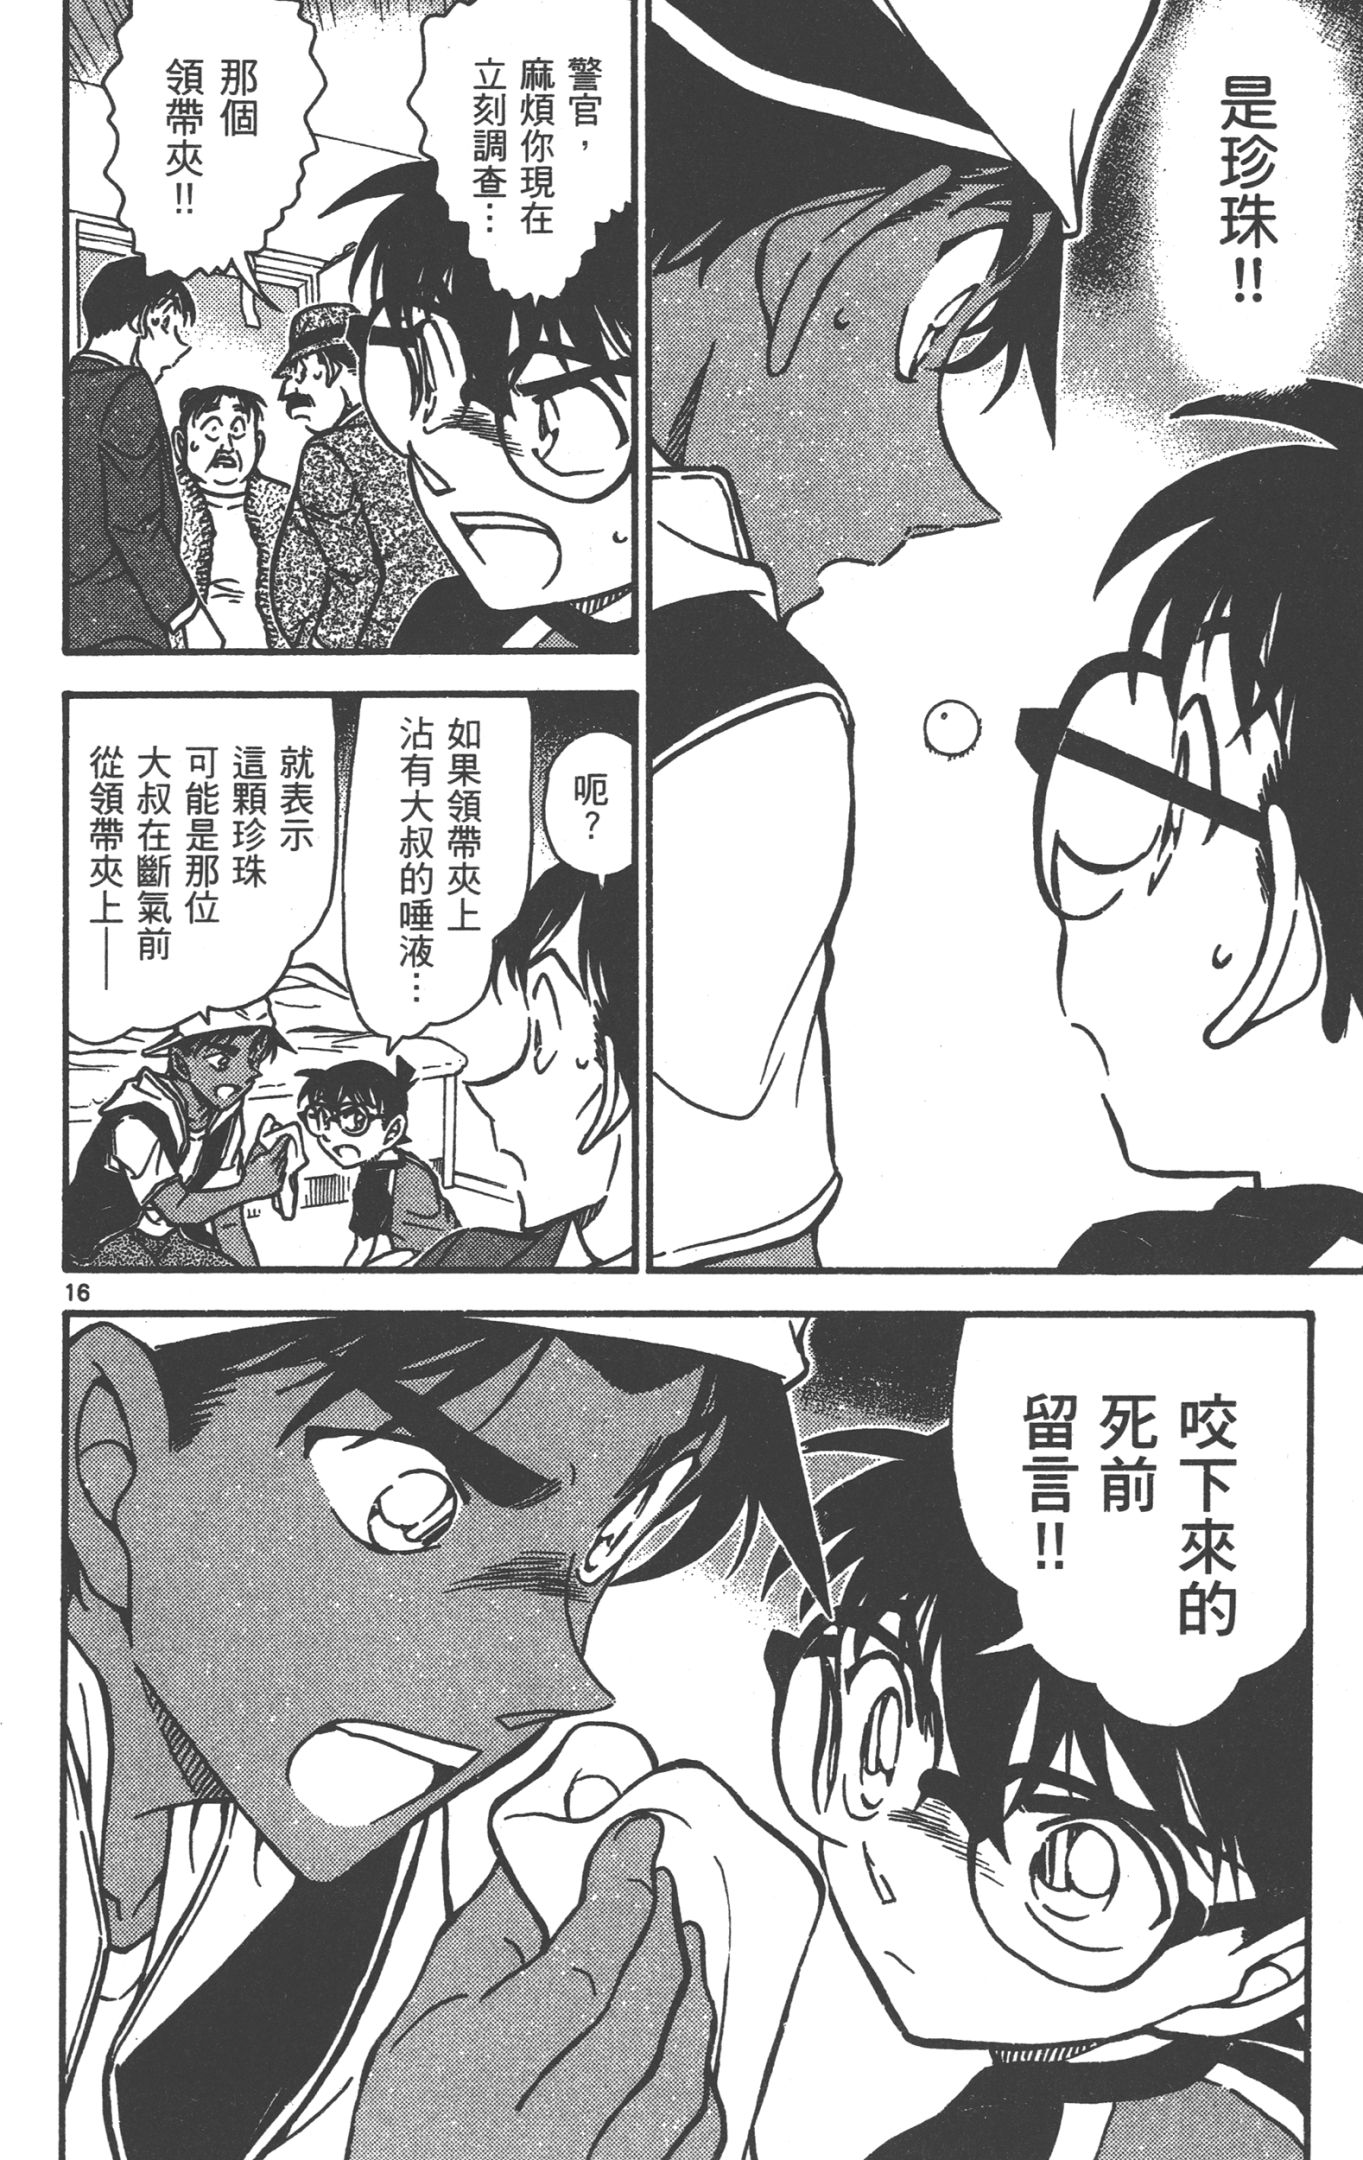 是珍珠!!
警官，
麻煩你現在
立刻調查…
那個
領帶夾!!
呃？
如果領帶夾上
沾有大叔的唾液…
就表示
這顆珍珠
可能是那位
大叔在斷氣前
從領帶夾上——
16
咬下來的
死前
留言!!